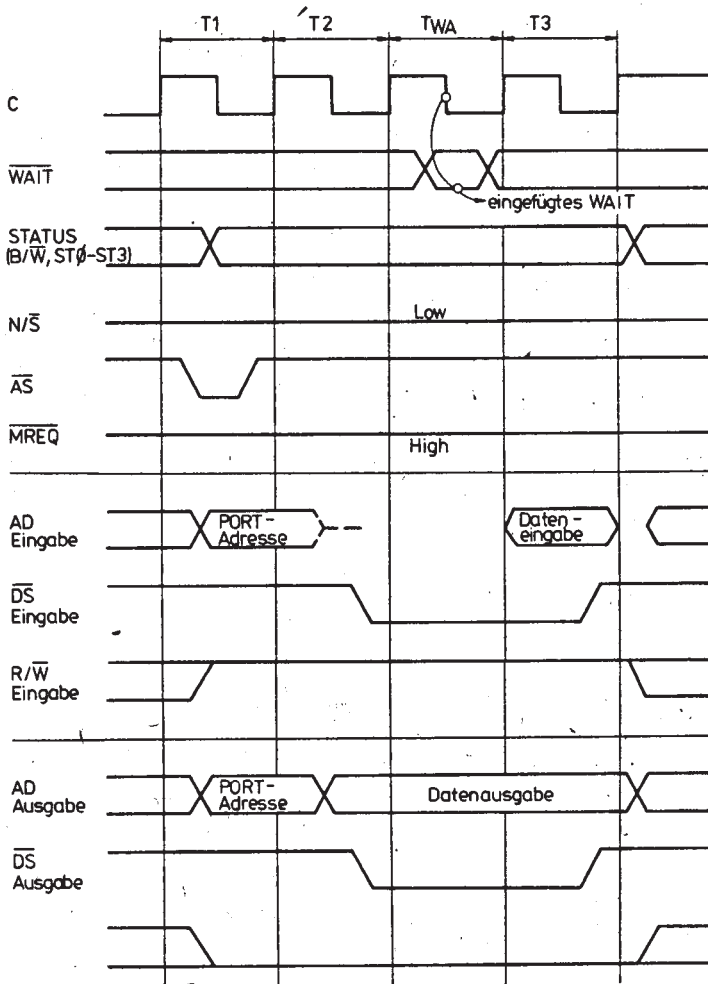 T1 T2 TWA T3
C
WAIT
eingefügtes WAIT
STATUS
(B/W, STØ-ST3)
N/S Low
AS
MREQ High
AD PORT- Daten-
Eingabe Adresse eingabe
DS
Eingabe
R/W
Eingabe
AD PORT- Datenausgabe
Ausgabe Adresse
DS
Ausgabe